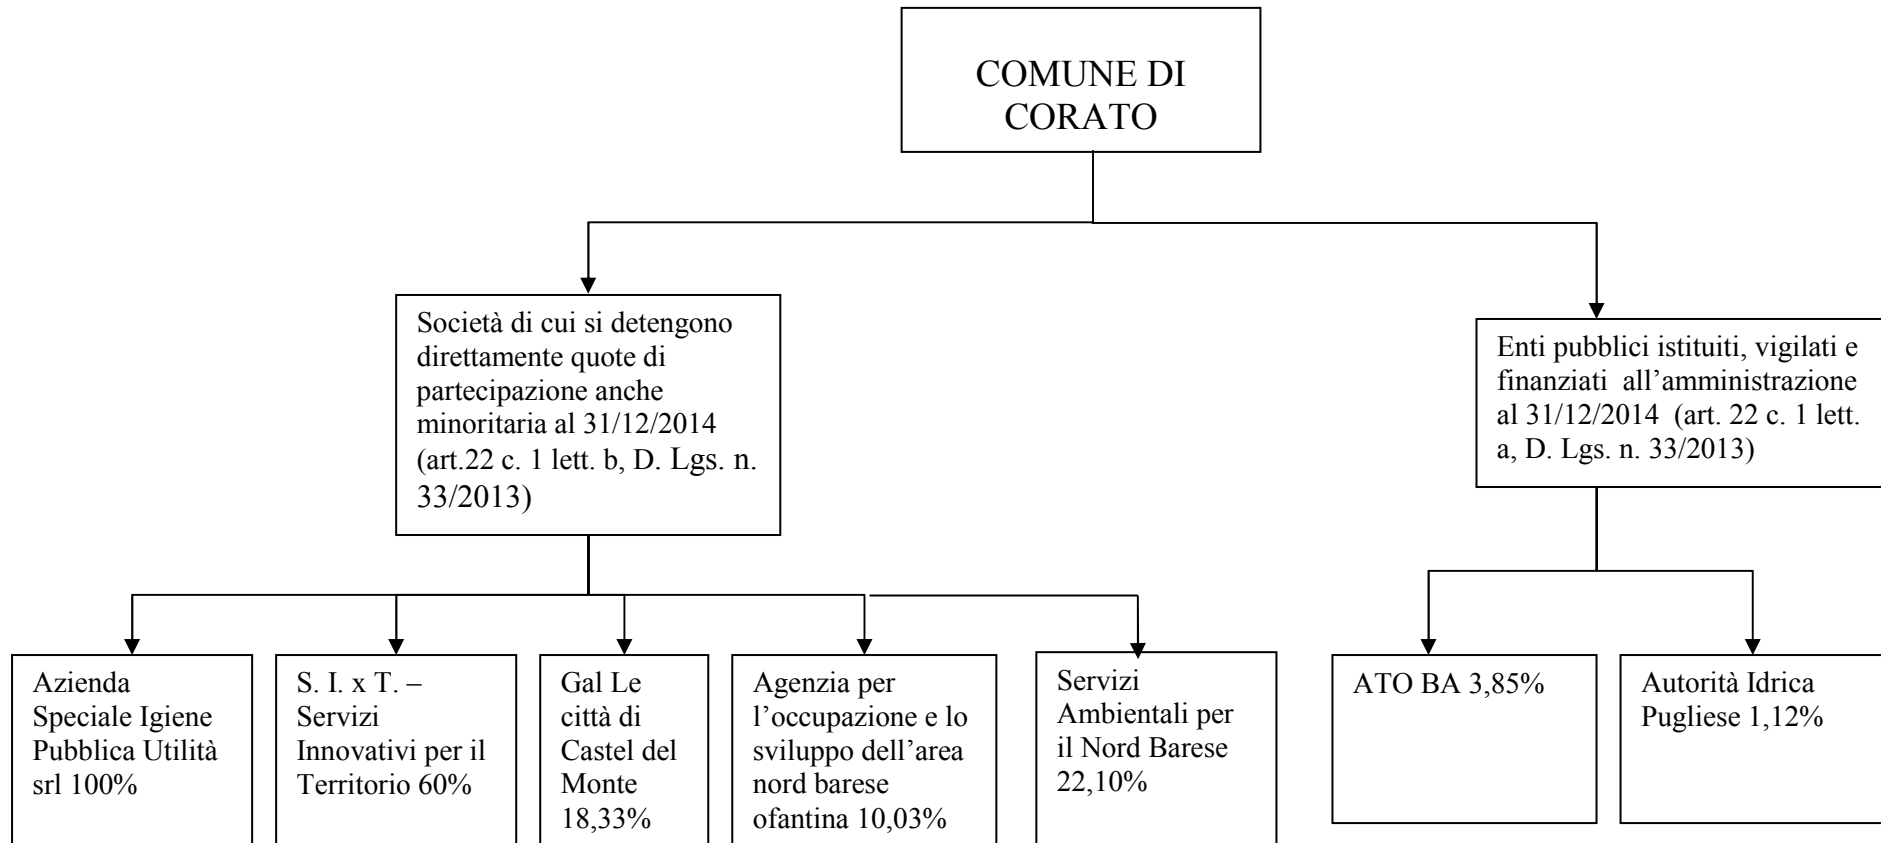 COMUNE DI
CORATO
Società di cui si detengono
direttamente quote di
partecipazione anche
minoritaria al 31/12/2014
(art.22 c. 1 lett. b, D. Lgs. n.
33/2013)
Enti pubblici istituiti, vigilati e
finanziati all’amministrazione
al 31/12/2014 (art. 22 c. 1 lett.
a, D. Lgs. n. 33/2013)
Azienda
Speciale Igiene
Pubblica Utilità
srl 100%
S. I. x T. –
Servizi
Innovativi per il
Territorio 60%
Gal Le
città di
Castel del
Monte
18,33%
Agenzia per
l’occupazione e lo
sviluppo dell’area
nord barese
ofantina 10,03%
Servizi
Ambientali per
il Nord Barese
22,10%
ATO BA 3,85%
Autorità Idrica
Pugliese 1,12%